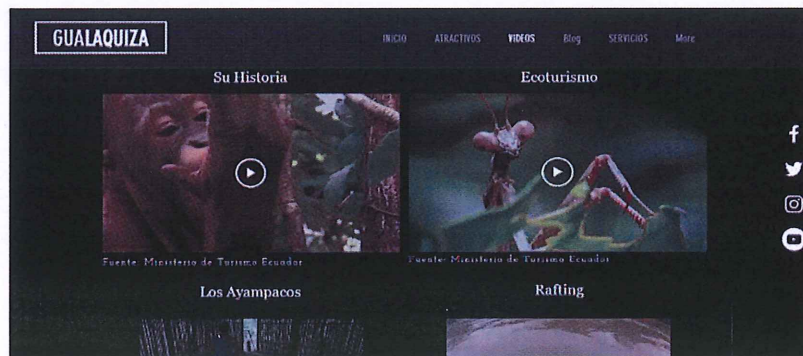 GUALAQUIZA
INICIO ATRACTIVOS VIDEOS Blog SERVICIOS More
Su Historia Ecoturismo
Fuente: Ministerio de Turismo Ecuador Fuente: Ministerio de Turismo Ecuador
Los Ayampacos Rafting